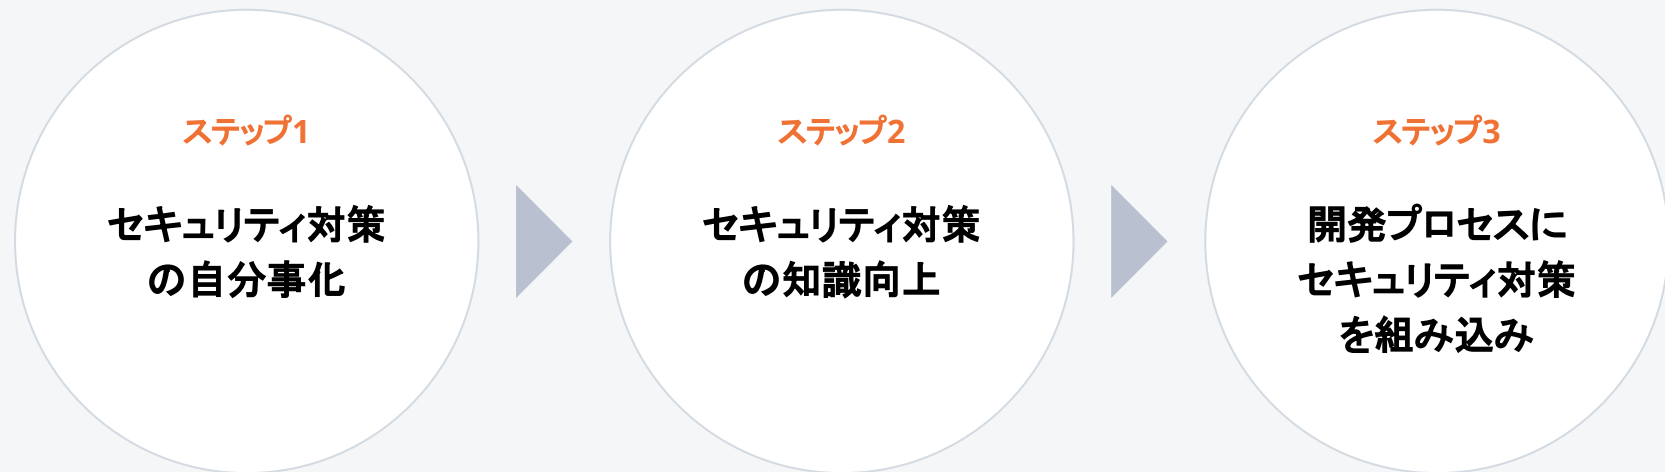 ステップ1
セキュリティ対策
の自分事化
ステップ2
セキュリティ対策
の知識向上
ステップ3
開発プロセスに
セキュリティ対策
を組み込み